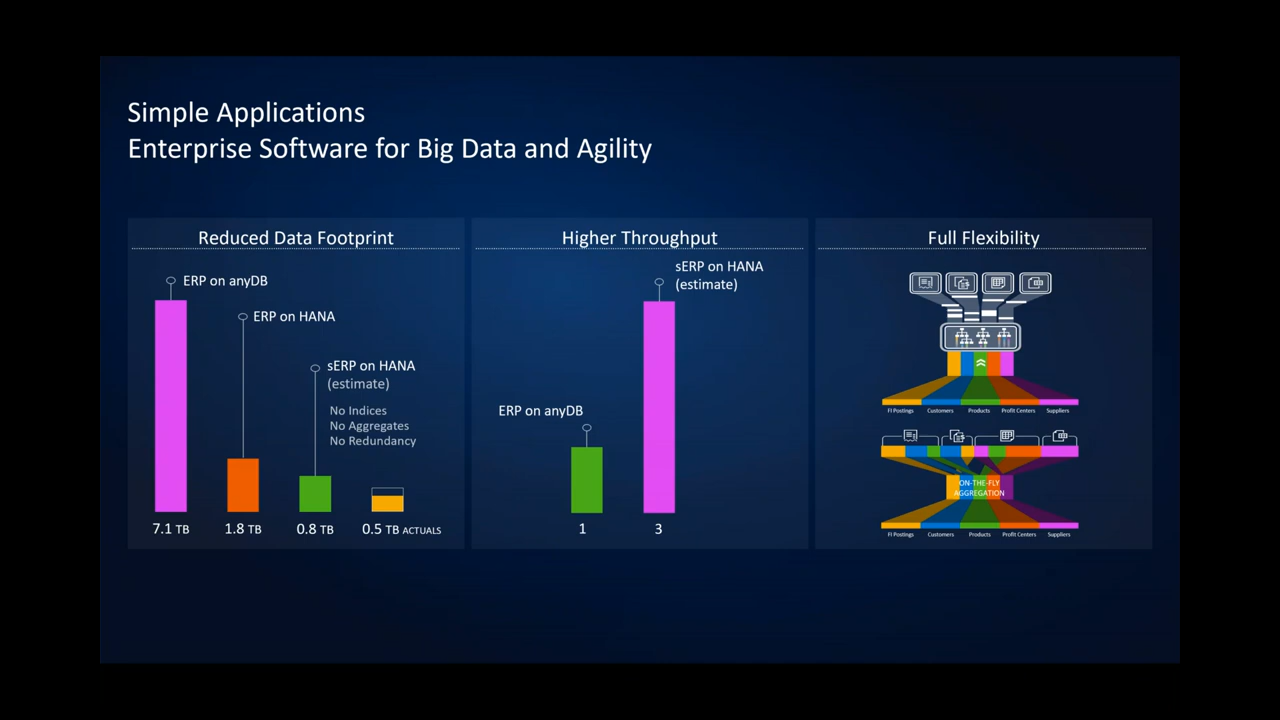 Simple Applications
Enterprise Software for Big Data and Agility
Reduced Data Footprint
ERP on anyDB
ERP on HANA
sERP on HANA
(estimate)
No Indices
No Aggregates
No Redundancy
7.1 TB
1.8 TB
0.8 TB
0.5 TB ACTUALS
Higher Throughput
sERP on HANA
(estimate)
ERP on anyDB
1
3
Full Flexibility
FI Postings
Customers
Products
Profit Centers
Suppliers
ON-THE-FLY
AGGREGATION
FI Postings
Customers
Products
Profit Centers
Suppliers